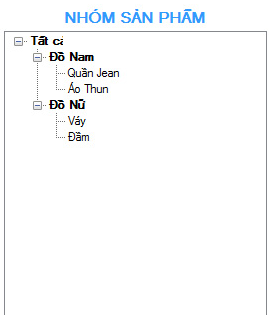 NHÓM SẢN PHẨM
Tất cả
Đồ Nam
Quần Jean
Áo Thun
Đồ Nữ
Váy
Đầm